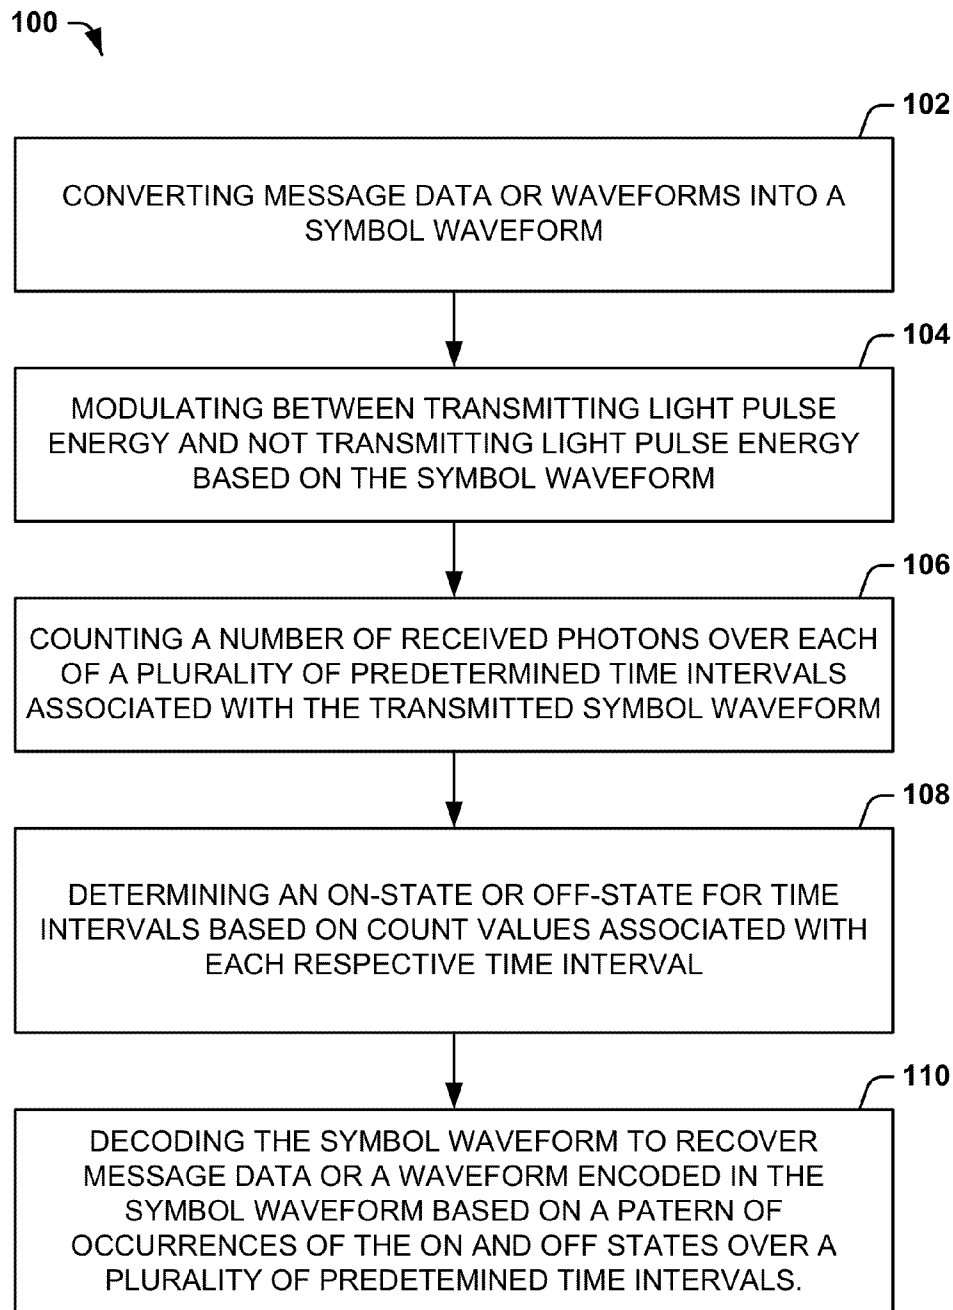 100
102
CONVERTING MESSAGE DATA OR WAVEFORMS INTO A
SYMBOL WAVEFORM
104
MODULATING BETWEEN TRANSMITTING LIGHT PULSE
ENERGY AND NOT TRANSMITTING LIGHT PULSE ENERGY
BASED ON THE SYMBOL WAVEFORM
106
COUNTING A NUMBER OF RECEIVED PHOTONS OVER EACH
OF A PLURALITY OF PREDETERMINED TIME INTERVALS
ASSOCIATED WITH THE TRANSMITTED SYMBOL WAVEFORM
108
DETERMINING AN ON-STATE OR OFF-STATE FOR TIME
INTERVALS BASED ON COUNT VALUES ASSOCIATED WITH
EACH RESPECTIVE TIME INTERVAL
110
DECODING THE SYMBOL WAVEFORM TO RECOVER
MESSAGE DATA OR A WAVEFORM ENCODED IN THE
SYMBOL WAVEFORM BASED ON A PATERN OF
OCCURRENCES OF THE ON AND OFF STATES OVER A
PLURALITY OF PREDETEMINED TIME INTERVALS.